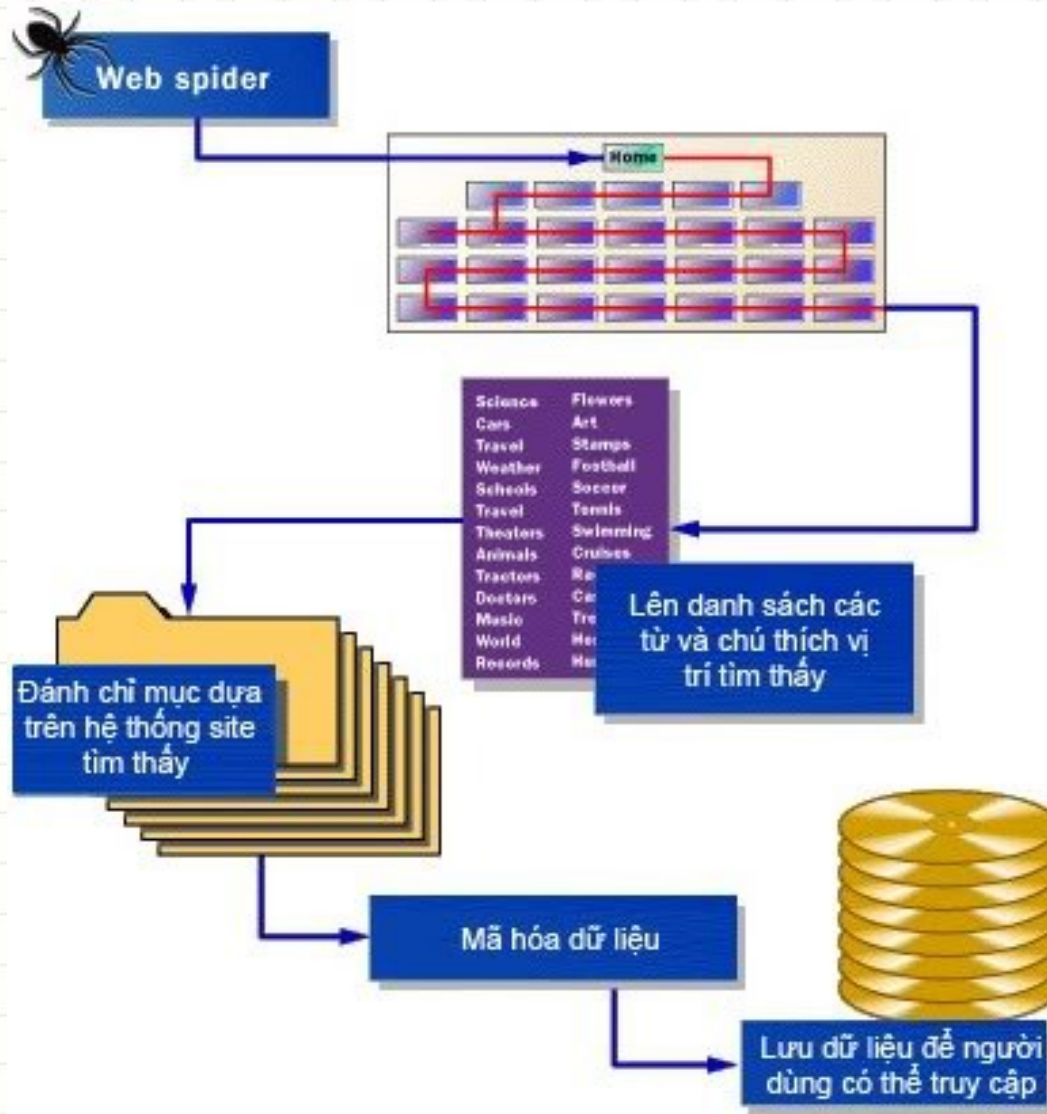 Web spider
Home
Science Flowers
Cars Art
Travel Stamps
Weather Football
Schools Soccer
Travel Tennis
Theaters Swimming
Animals Cruises
Tractors
Doctors
Music
World
Records
Lên danh sách các
từ và chú thích vị
trí tìm thấy
Đánh chỉ mục dựa
trên hệ thống site
tìm thấy
Mã hóa dữ liệu
Lưu dữ liệu để người
dùng có thể truy cập